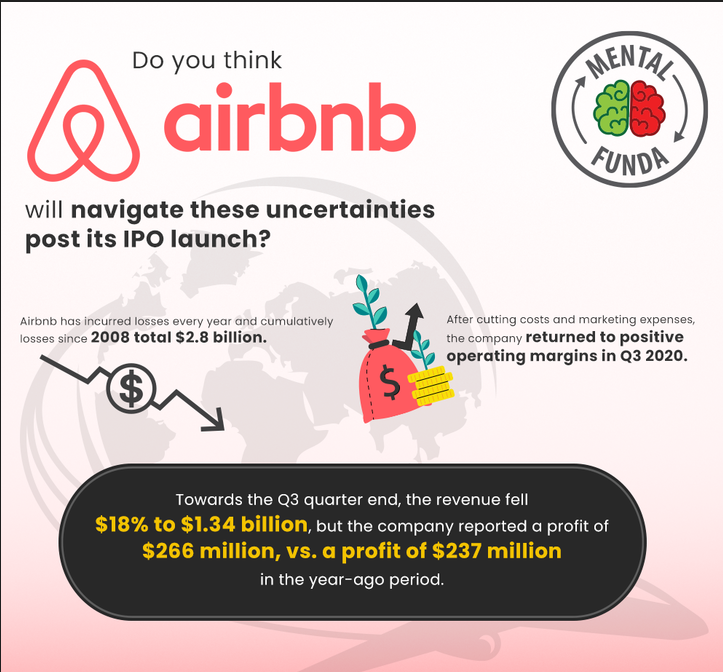 Do you think
airbnb
MENTAL
FUNDA
will navigate these uncertainties
post its IPO launch?
Airbnb has incurred losses every year and cumulatively
losses since 2008 total $2.8 billion.
$
After cutting costs and marketing expenses,
the company returned to positive
operating margins in Q3 2020.
$
Towards the Q3 quarter end, the revenue fell
$18% to $1.34 billion, but the company reported a profit of
$266 million, vs. a profit of $237 million
in the year-ago period.